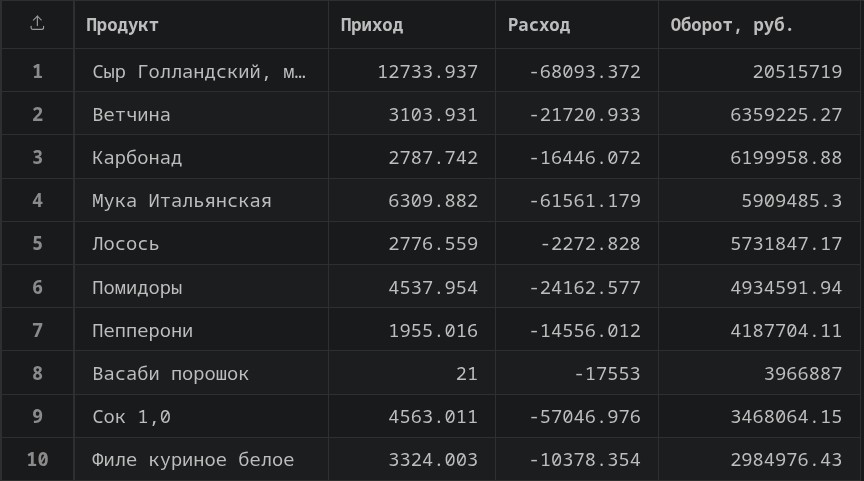 Продукт Приход Расход Оборот, руб.
1 Сыр Голландский, м… 12733.937 -68093.372 20515719
2 Ветчина 3103.931 -21720.933 6359225.27
3 Карбонад 2787.742 -16446.072 6199958.88
4 Мука Итальянская 6309.882 -61561.179 5909485.3
5 Лосось 2776.559 -2272.828 5731847.17
6 Помидоры 4537.954 -24162.577 4934591.94
7 Пепперони 1955.016 -14556.012 4187704.11
8 Васаби порошок 21 -17553 3966887
9 Сок 1,0 4563.011 -57046.976 3468064.15
10 Филе куриное белое 3324.003 -10378.354 2984976.43